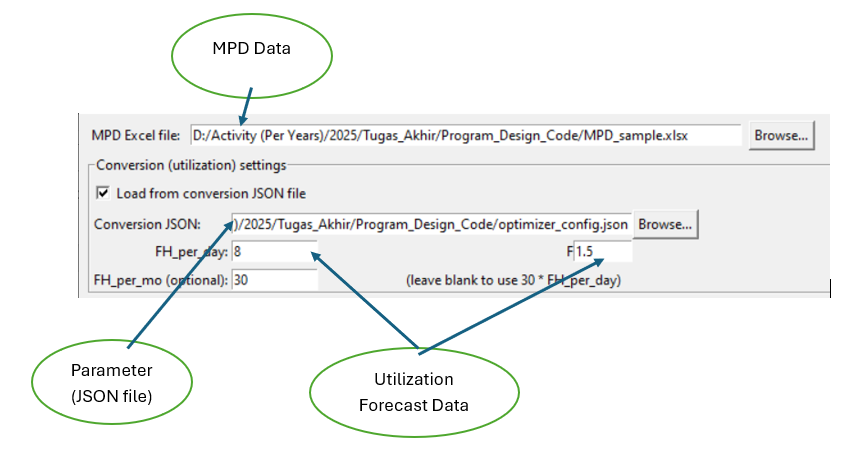 MPD Data
MPD Excel file: D:/Activity (Per Years)/2025/Tugas_Akhir/Program_Design_Code/MPD_sample.xlsx Browse...
Conversion (utilization) settings
Load from conversion JSON file
Conversion JSON: )/2025/Tugas_Akhir/Program_Design_Code/optimizer_config.json Browse...
FH_per_day: 8 F 1.5
FH_per_mo (optional): 30 (leave blank to use 30 * FH_per_day)
Parameter
(JSON file)
Utilization
Forecast Data